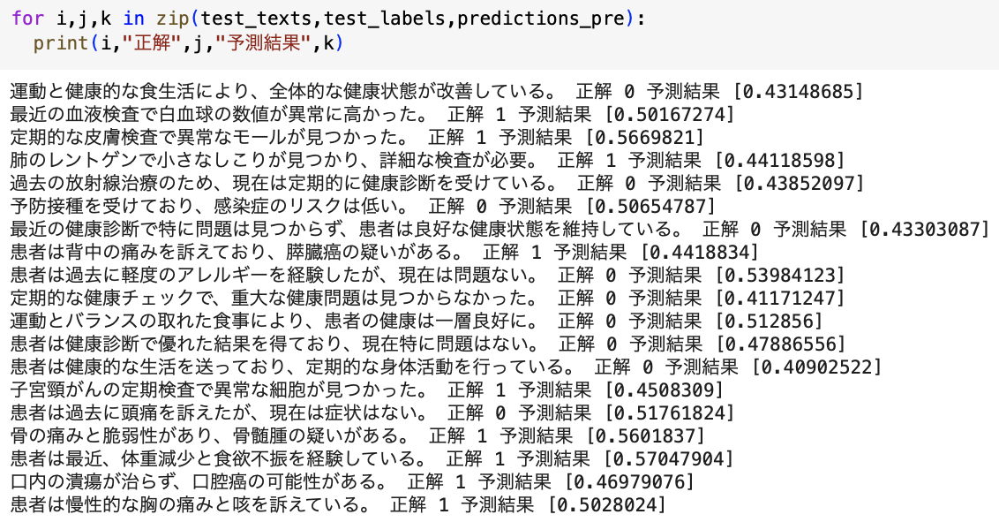 for i,j,k in zip(test_texts,test_labels,predictions_pre):
  print(i,"正解",j,"予測結果",k)
運動と健康的な食生活により、全体的な健康状態が改善している。 正解 0 予測結果 [0.43148685]
最近の血液検査で白血球の数値が異常に高かった。 正解 1 予測結果 [0.50167274]
定期的な皮膚検査で異常なモールが見つかった。 正解 1 予測結果 [0.5669821]
肺のレントゲンで小さなしこりが見つかり、詳細な検査が必要。 正解 1 予測結果 [0.44118598]
過去の放射線治療のため、現在は定期的に健康診断を受けている。 正解 0 予測結果 [0.43852097]
予防接種を受けており、感染症のリスクは低い。 正解 0 予測結果 [0.50654787]
最近の健康診断で特に問題は見つからず、患者は良好な健康状態を維持している。 正解 0 予測結果 [0.43303087]
患者は背中の痛みを訴えており、膵臓癌の疑いがある。 正解 1 予測結果 [0.4418834]
患者は過去に軽度のアレルギーを経験したが、現在は問題ない。 正解 0 予測結果 [0.53984123]
定期的な健康チェックで、重大な健康問題は見つからなかった。 正解 0 予測結果 [0.41171247]
運動とバランスの取れた食事により、患者の健康は一層良好に。 正解 0 予測結果 [0.512856]
患者は健康診断で優れた結果を得ており、現在特に問題はない。 正解 0 予測結果 [0.47886556]
患者は健康的な生活を送っており、定期的な身体活動を行っている。 正解 0 予測結果 [0.40902522]
子宮頸がんの定期検査で異常な細胞が見つかった。 正解 1 予測結果 [0.4508309]
患者は過去に頭痛を訴えたが、現在は症状はない。 正解 0 予測結果 [0.51761824]
骨の痛みと脆弱性があり、骨髄腫の疑いがある。 正解 1 予測結果 [0.5601837]
患者は最近、体重減少と食欲不振を経験している。 正解 1 予測結果 [0.57047904]
口内の潰瘍が治らず、口腔癌の可能性がある。 正解 1 予測結果 [0.46979076]
患者は慢性的な胸の痛みと咳を訴えている。 正解 1 予測結果 [0.5028024]